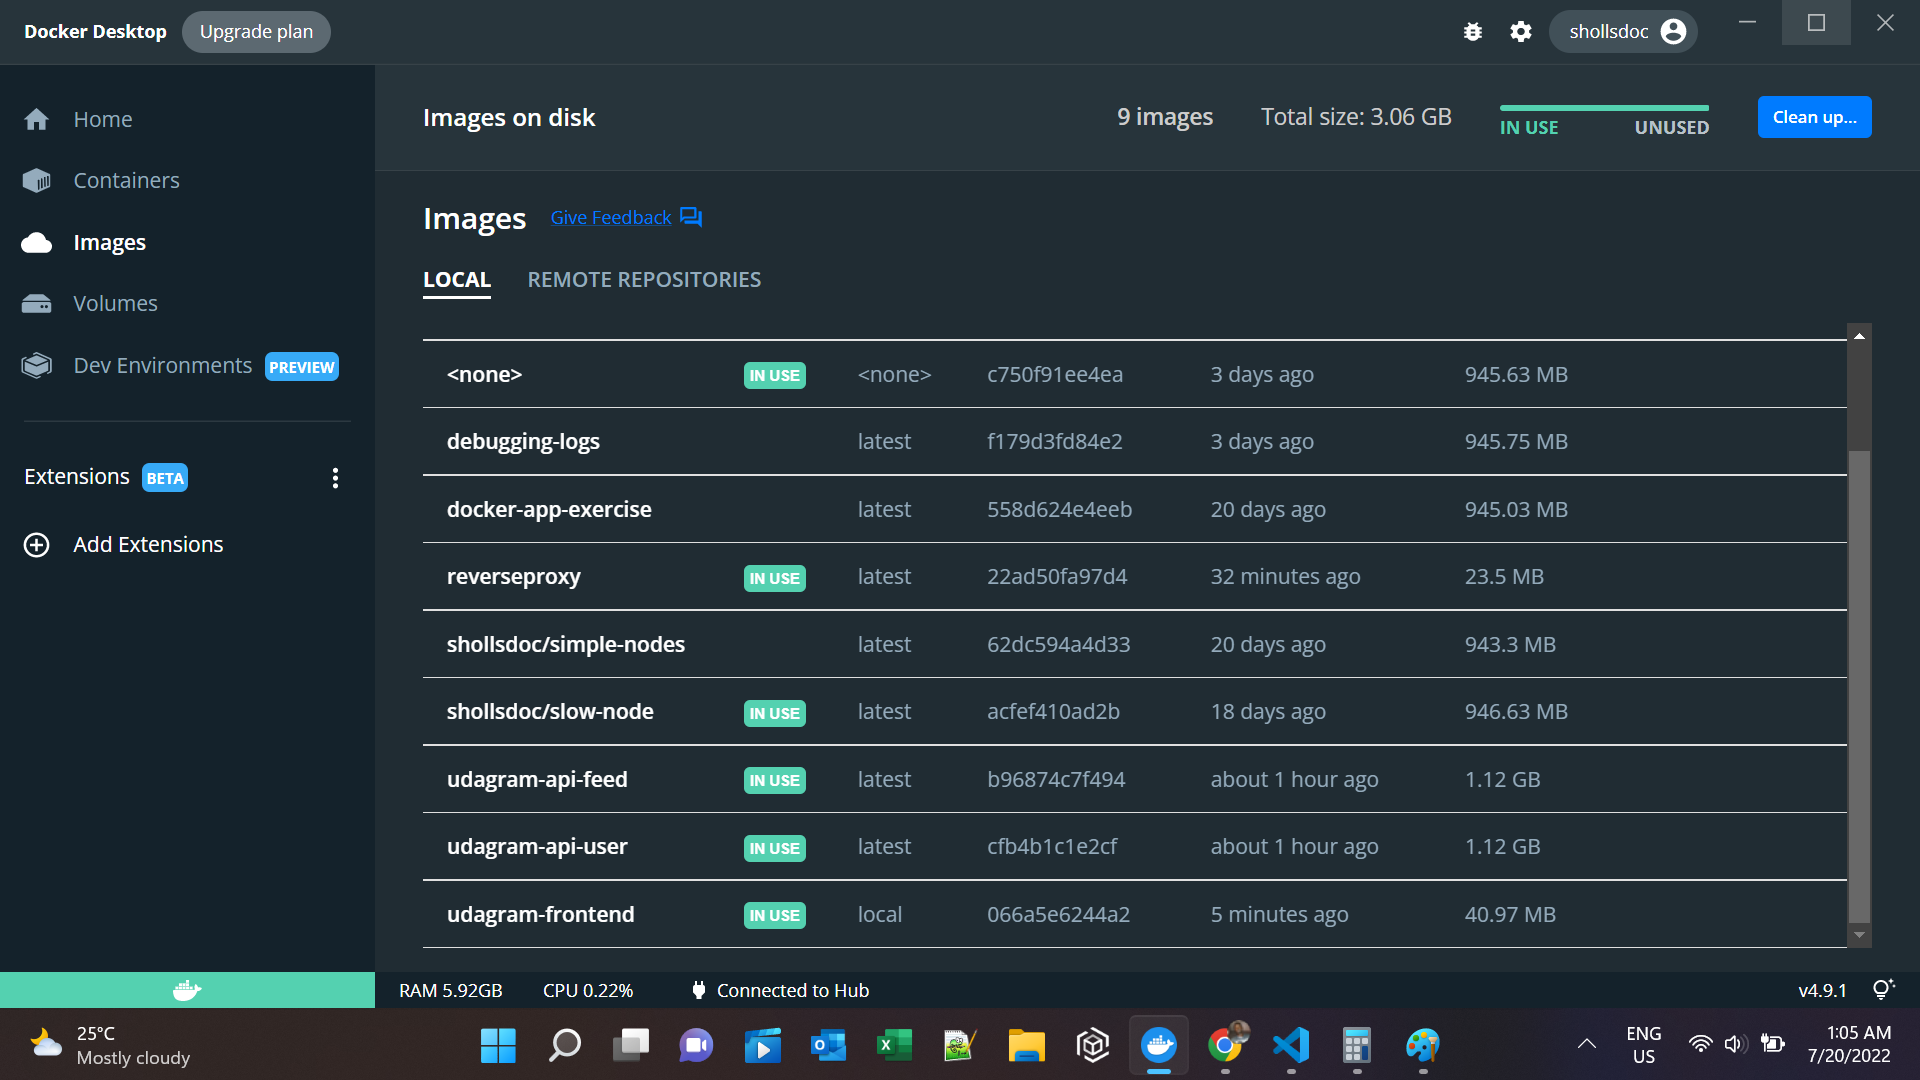 Docker Desktop Upgrade plan shollsdoc
Home
Containers
Images
Volumes
Dev Environments PREVIEW
Extensions BETA
Add Extensions
Images on disk 9 images Total size: 3.06 GB IN USE UNUSED Clean up...
Images Give Feedback
LOCAL REMOTE REPOSITORIES
<none> IN USE <none> c750f91ee4ea 3 days ago 945.63 MB
debugging-logs latest f179d3fd84e2 3 days ago 945.75 MB
docker-app-exercise latest 558d624e4eeb 20 days ago 945.03 MB
reverseproxy IN USE latest 22ad50fa97d4 32 minutes ago 23.5 MB
shollsdoc/simple-nodes latest 62dc594a4d33 20 days ago 943.3 MB
shollsdoc/slow-node IN USE latest acfef410ad2b 18 days ago 946.63 MB
udagram-api-feed IN USE latest b96874c7f494 about 1 hour ago 1.12 GB
udagram-api-user IN USE latest cfb4b1c1e2cf about 1 hour ago 1.12 GB
udagram-frontend IN USE local 066a5e6244a2 5 minutes ago 40.97 MB
RAM 5.92GB CPU 0.22% Connected to Hub v4.9.1
25°C
Mostly cloudy
ENG
US
1:05 AM
7/20/2022